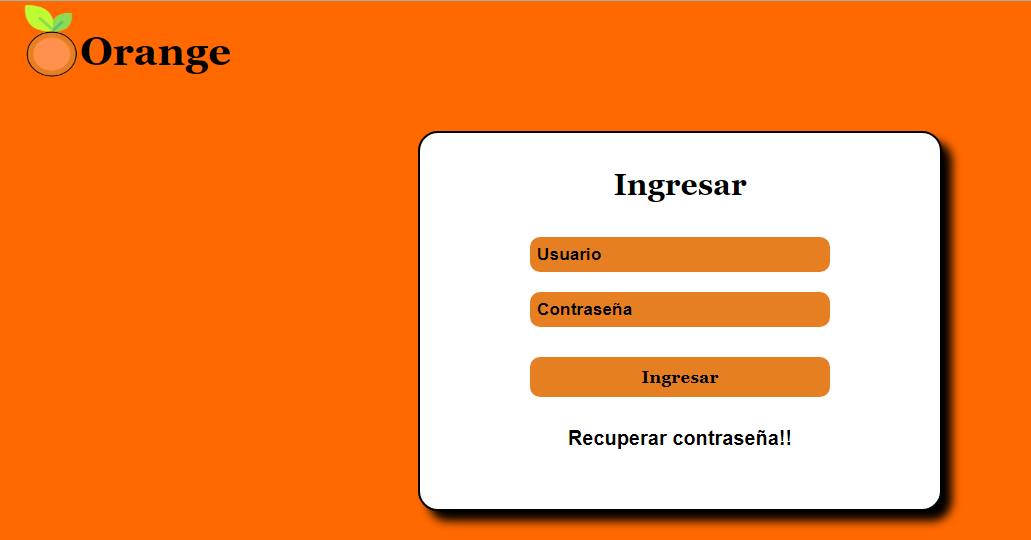 Orange
Ingresar
Usuario
Contraseña
Ingresar
Recuperar contraseña!!